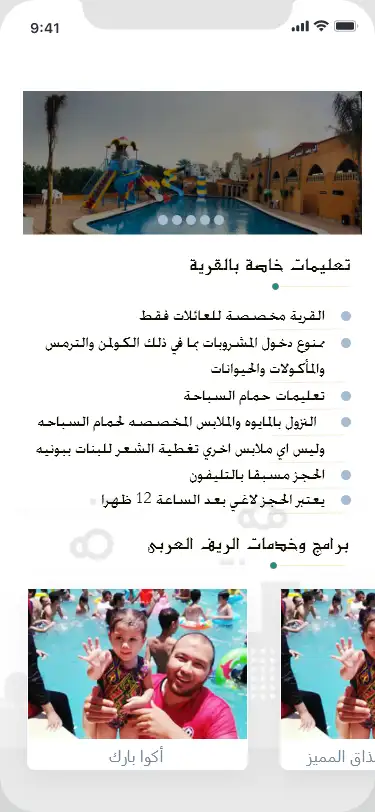 9:41
تعليمات خاصة بالقرية
القرية مخصصة للعائلات فقط
ممنوع دخول المشروبات بما في ذلك الكولمن والترمس
والمأكولات والحيوانات
تعليمات حمام السباحة
النزول بالمايوه والملابس المخصصه لحمام السباحه
وليس اي ملابس اخري تغطية الشعر للبنات ببونيه
الحجز مسبقا بالتليفون
يعتبر الحجز لاغي بعد الساعة 12 ظهرا
برامج وخدمات الريف العربى
أكوا بارك
المميز